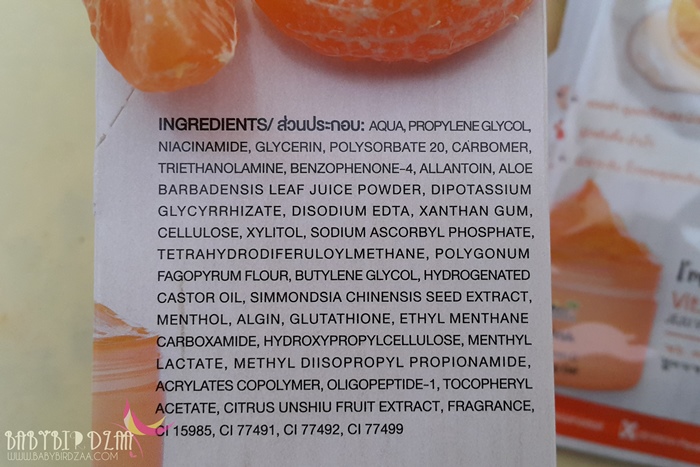 INGREDIENTS/ ส่วนประกอบ: AQUA, PROPYLENE GLYCOL,
NIACINAMIDE, GLYCERIN, POLYSORBATE 20, CARBOMER,
TRIETHANOLAMINE, BENZOPHENONE-4, ALLANTOIN, ALOE
BARBADENSIS LEAF JUICE POWDER, DIPOTASSIUM
GLYCYRRHIZATE, DISODIUM EDTA, XANTHAN GUM,
CELLULOSE, XYLITOL, SODIUM ASCORBYL PHOSPHATE,
TETRAHYDRODIFERULOYLMETHANE, POLYGONUM
FAGOPYRUM FLOUR, BUTYLENE GLYCOL, HYDROGENATED
CASTOR OIL, SIMMONDSIA CHINENSIS SEED EXTRACT,
MENTHOL, ALGIN, GLUTATHIONE, ETHYL MENTHANE
CARBOXAMIDE, HYDROXYPROPYLCELLULOSE, MENTHYL
LACTATE, METHYL DIISOPROPYL PROPIONAMIDE,
ACRYLATES COPOLYMER, OLIGOPEPTIDE-1, TOCOPHERYL
ACETATE, CITRUS UNSHIU FRUIT EXTRACT, FRAGRANCE,
CI 15985, CI 77491, CI 77492, CI 77499
BABYBIRDZAA
WWW.BABYBIRDZAA.COM